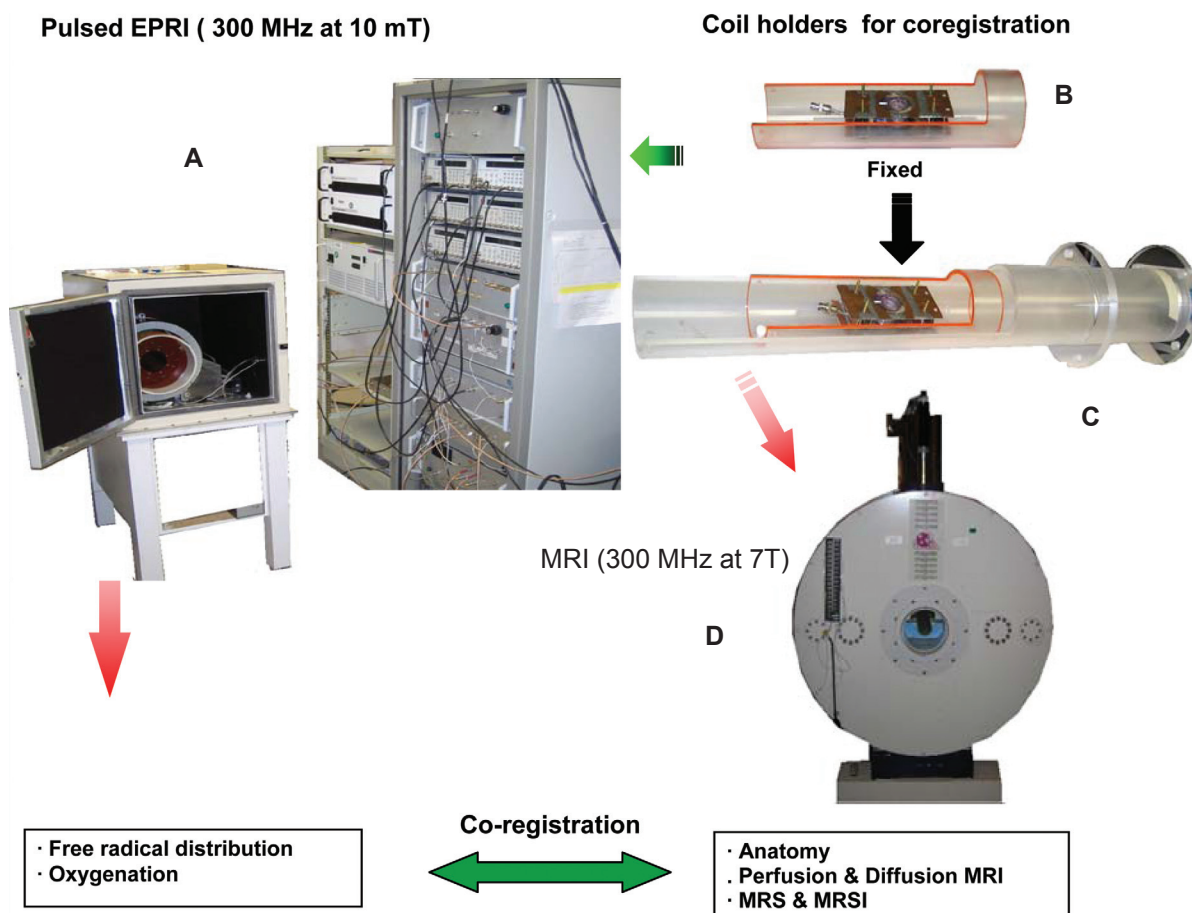 Pulsed EPRI ( 300 MHz at 10 mT)
Coil holders for coregistration
A
B
Fixed
C
MRI (300 MHz at 7T)
D
Co-registration
· Free radical distribution
· Oxygenation
· Anatomy
. Perfusion & Diffusion MRI
· MRS & MRSI